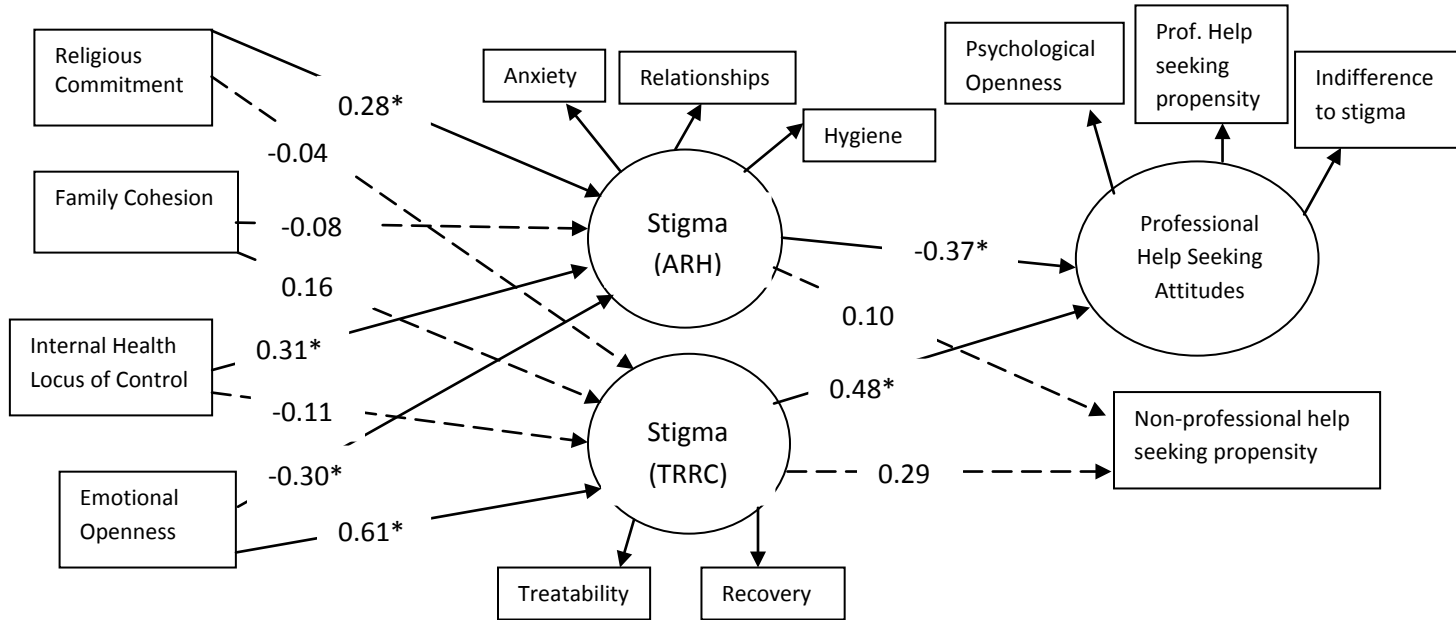 Religious
Commitment
Family Cohesion
Internal Health
Locus of Control
Emotional
Openness
0.28*
-0.04
-0.08
0.16
0.31*
-0.11
-0.30*
0.61*
Anxiety
Relationships
Hygiene
Stigma
(ARH)
Stigma
(TRRC)
Treatability
Recovery
-0.37*
0.10
0.48*
0.29
Psychological
Openness
Prof. Help
seeking
propensity
Indifference
to stigma
Professional
Help Seeking
Attitudes
Non-professional help
seeking propensity